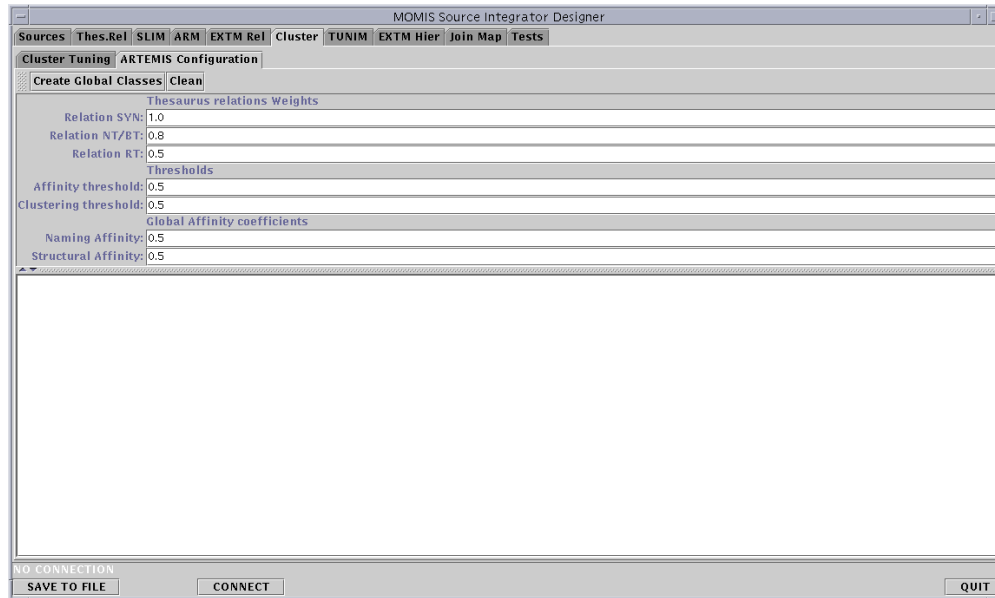 MOMIS Source Integrator Designer
Sources Thes.Rel SLIM ARM EXTM Rel Cluster TUNIM EXTM Hier Join Map Tests
Cluster Tuning ARTEMIS Configuration
Create Global Classes Clean
Thesaurus relations Weights
Relation SYN: 1.0
Relation NT/BT: 0.8
Relation RT: 0.5
Thresholds
Affinity threshold: 0.5
Clustering threshold: 0.5
Global Affinity coefficients
Naming Affinity: 0.5
Structural Affinity: 0.5
NO CONNECTION
SAVE TO FILE CONNECT QUIT